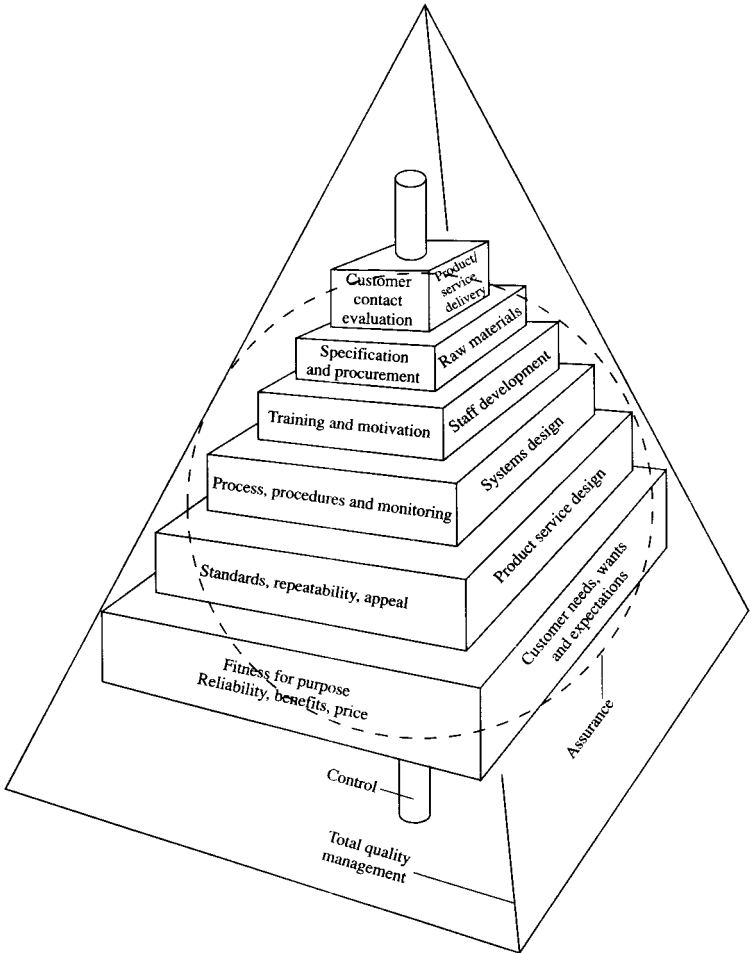 Customer
contact
evaluation
Product/
service
delivery
Specification
and procurement
Raw materials
Training and motivation
Staff development
Process, procedures and monitoring
Systems design
Standards, repeatability, appeal
Product service design
Fitness for purpose
Reliability, benefits, price
Customer needs, wants
and expectations
Assurance
Control
Total quality
management